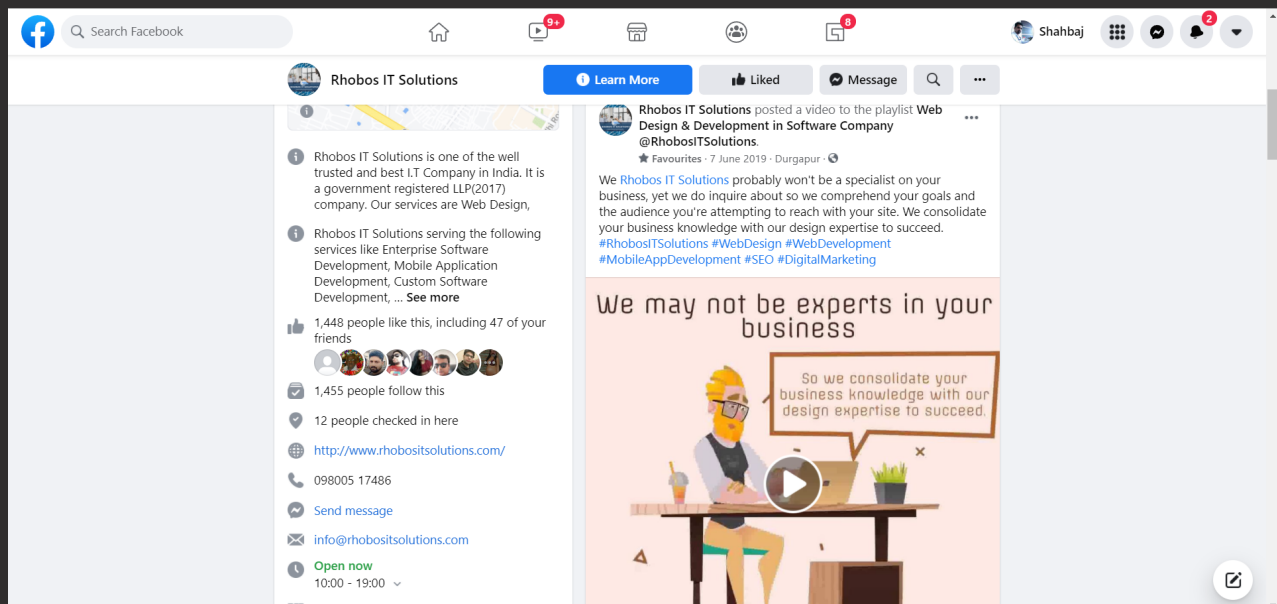 Search Facebook
9+
8
Shahbaj
2
Rhobos IT Solutions
Learn More
Liked
Message
Rhobos IT Solutions is one of the well
trusted and best I.T Company in India. It is
a government registered LLP(2017)
company. Our services are Web Design,
Rhobos IT Solutions serving the following
services like Enterprise Software
Development, Mobile Application
Development, Custom Software
Development, ... See more
1,448 people like this, including 47 of your
friends
1,455 people follow this
12 people checked in here
http://www.rhobositsolutions.com/
098005 17486
Send message
info@rhobositsolutions.com
Open now
10:00 - 19:00
Rhobos IT Solutions posted a video to the playlist Web
Design & Development in Software Company
@RhobosITSolutions.
Favourites · 7 June 2019 · Durgapur ·
We Rhobos IT Solutions probably won't be a specialist on your
business, yet we do inquire about so we comprehend your goals and
the audience you're attempting to reach with your site. We consolidate
your business knowledge with our design expertise to succeed.
#RhobosITSolutions #WebDesign #WebDevelopment
#MobileAppDevelopment #SEO #DigitalMarketing
We may not be experts in your
business
So we consolidate your
business knowledge with our
design expertise to succeed.